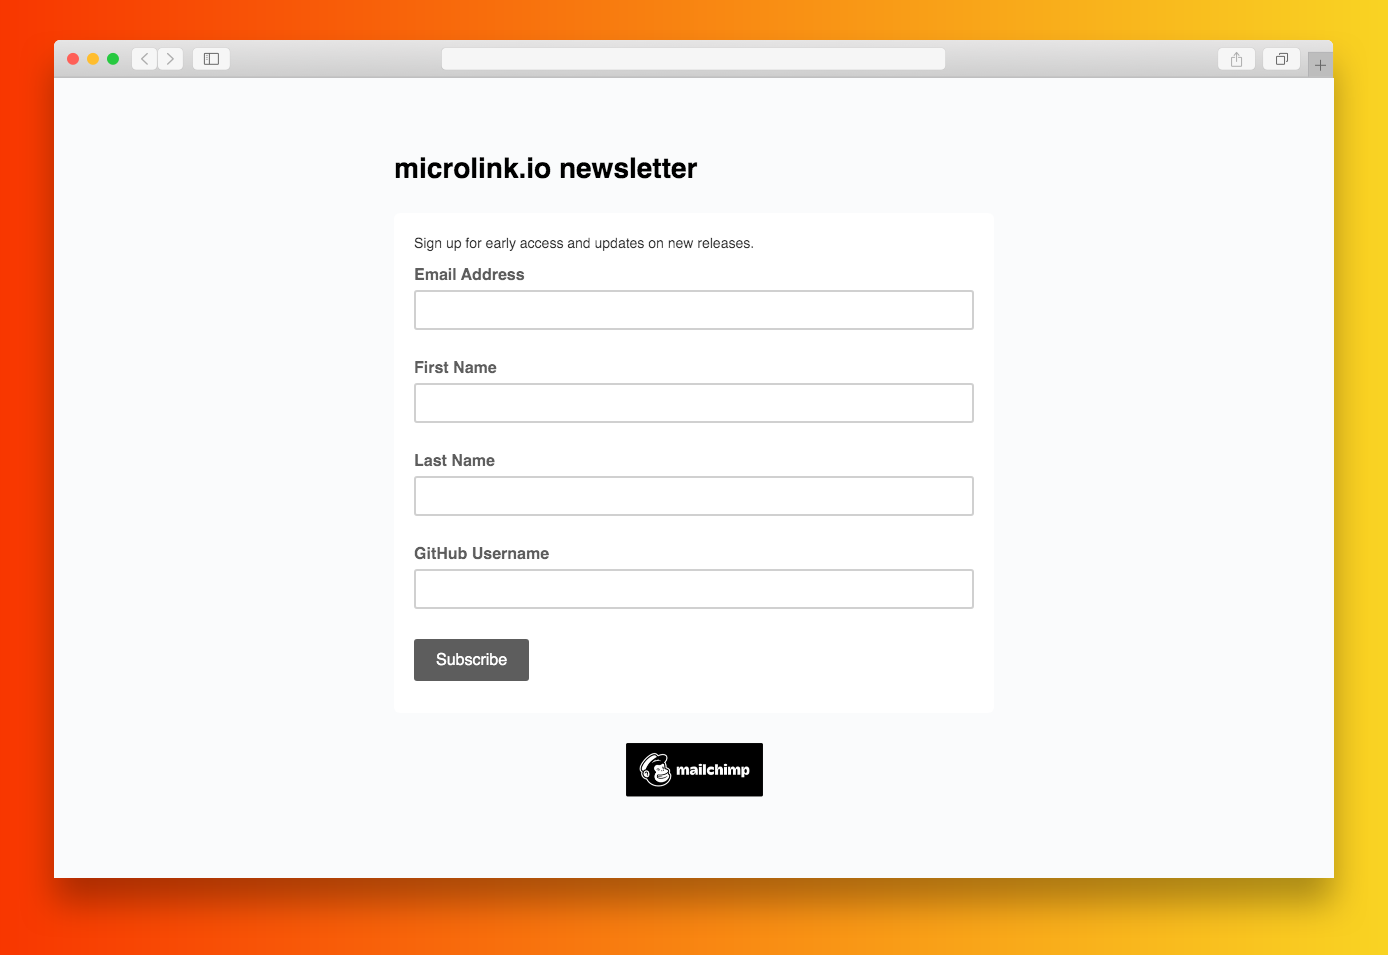 microlink.io newsletter
Sign up for early access and updates on new releases.
Email Address
First Name
Last Name
GitHub Username
Subscribe
mailchimp